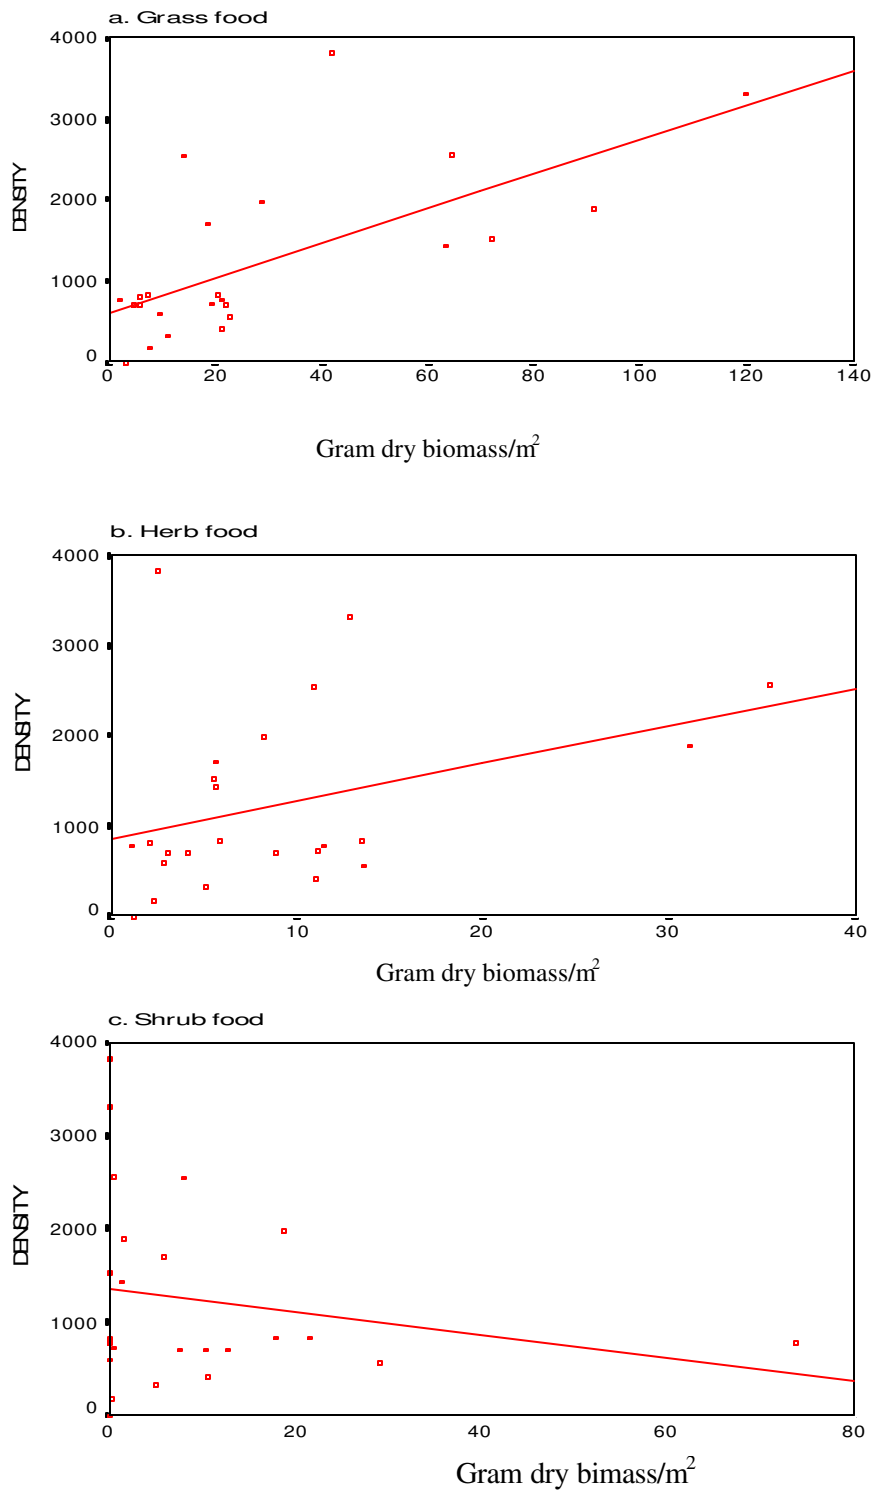 a. Grass food
4000
3000
2000
1000
0
DENSITY
0 20 40 60 80 100 120 140
Gram dry biomass/m²
b. Herb food
4000
3000
2000
1000
0
DENSITY
0 10 20 30 40
Gram dry biomass/m²
c. Shrub food
4000
3000
2000
1000
0
DENSITY
0 20 40 60 80
Gram dry bimass/m²